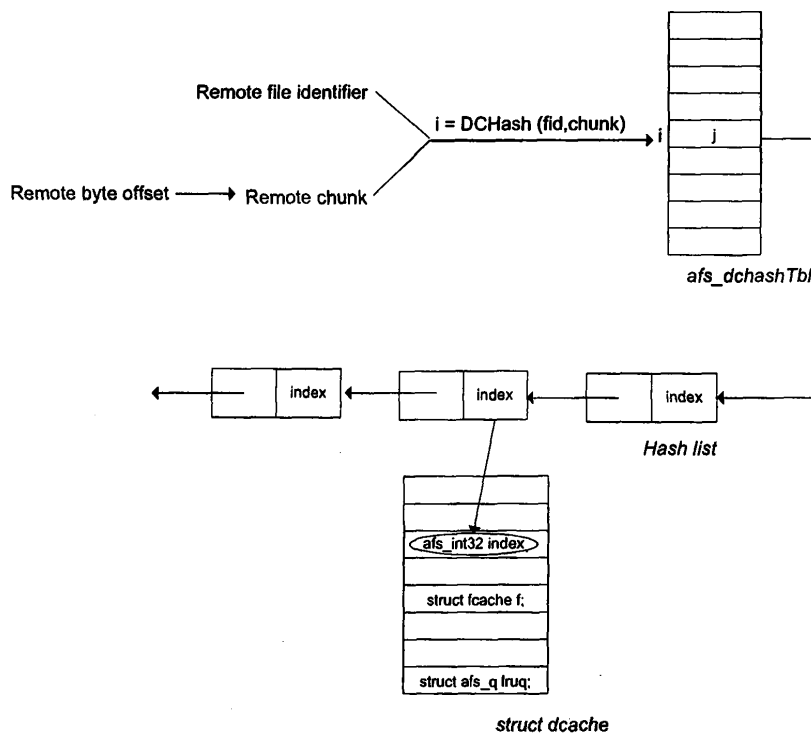 Remote file identifier
i = DCHash (fid,chunk)
i
j
Remote byte offset
Remote chunk
afs_dchashTbl
index
index
index
Hash list
afs_int32 index;
struct fcache f;
struct afs_q lruq;
struct dcache